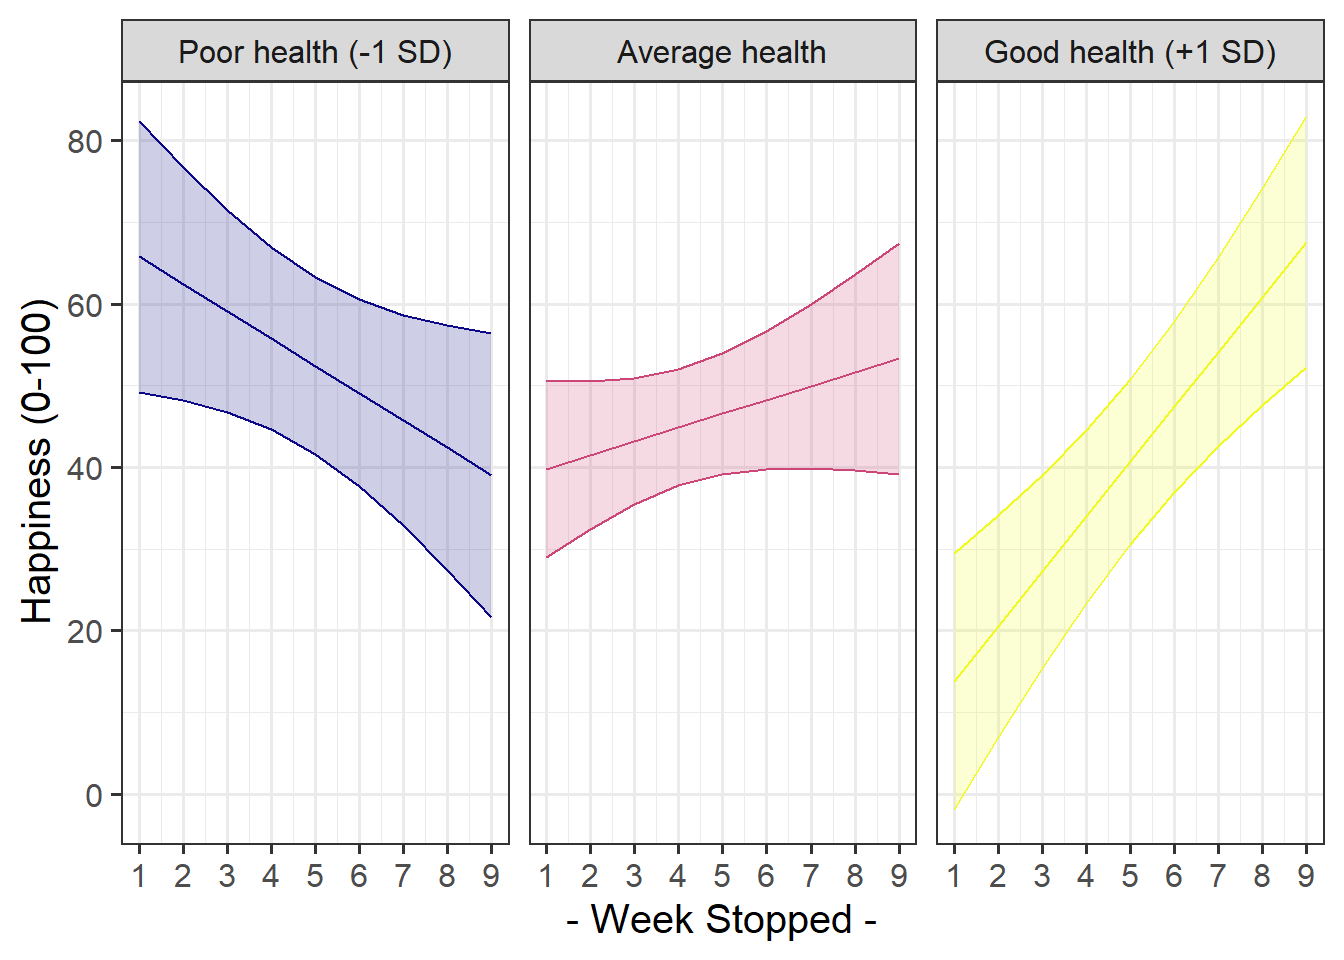 Poor health (-1 SD) Average health Good health (+1 SD)
Happiness (0-100)
80
60
40
20
0
1 2 3 4 5 6 7 8 9 1 2 3 4 5 6 7 8 9 1 2 3 4 5 6 7 8 9
- Week Stopped -